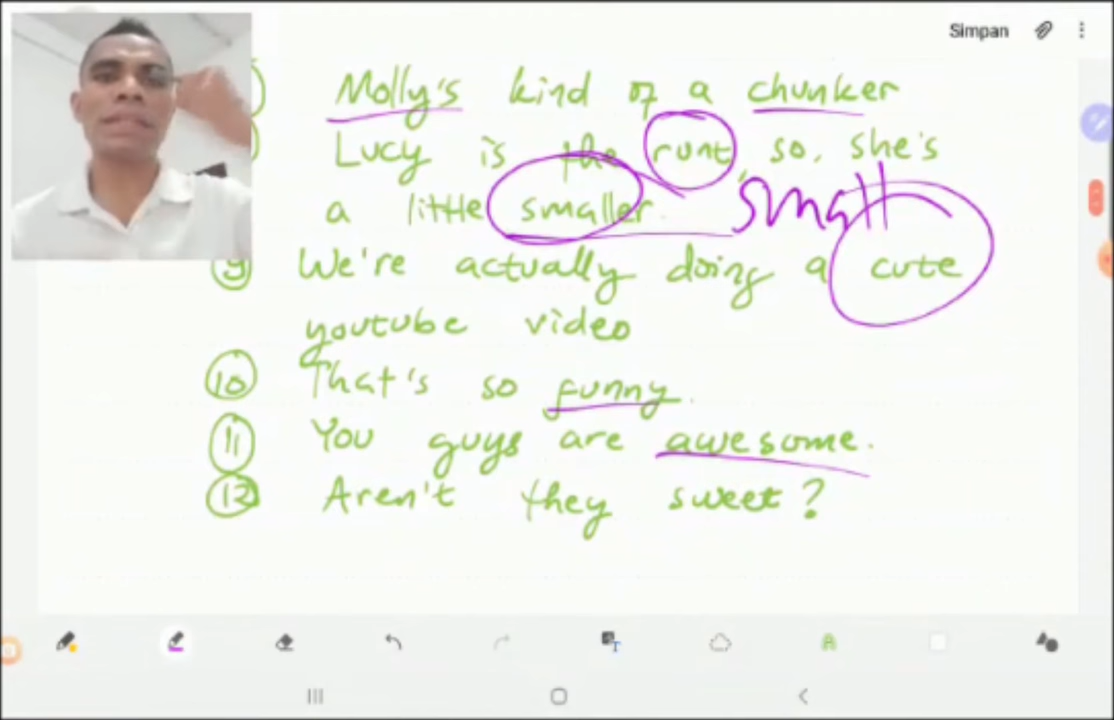 Simpan
Molly's kind of a chunker
Lucy is the runt, so, she's
a little smaller. small
9 We're actually doing a cute
youtube video
10 That's so funny.
11 You guys are awesome.
12 Aren't they sweet?